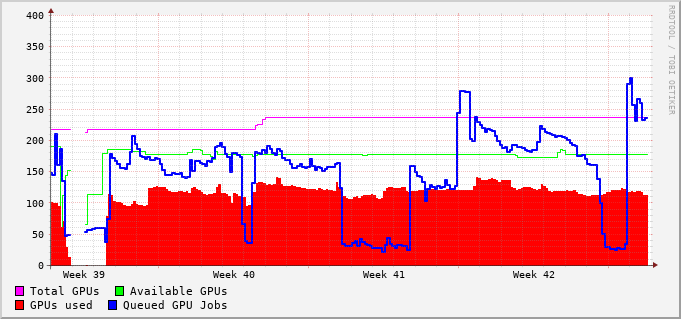 400
350
300
250
200
150
100
50
0
Week 39 Week 40 Week 41 Week 42
Total GPUs Available GPUs
GPUs used Queued GPU Jobs
RRDTOOL / TOBI OETIKER